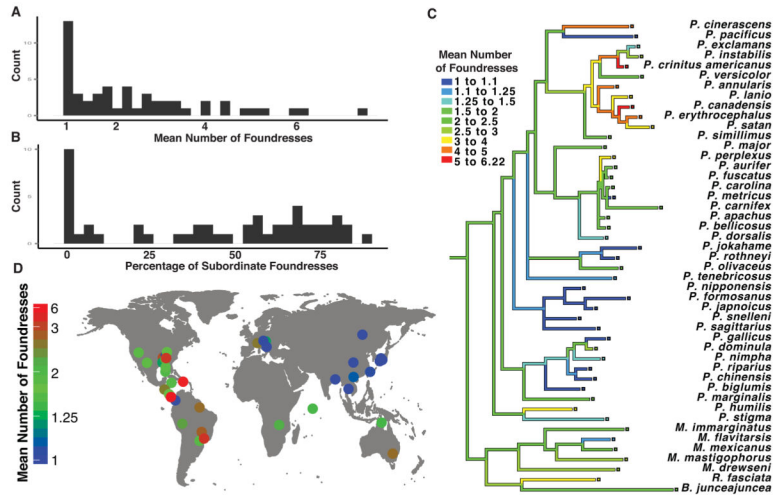 A
Count
10
5
0
1
2
4
6
Mean Number of Foundresses
B
Count
10
5
0
0
25
50
75
Percentage of Subordinate Foundresses
C
Mean Number
of Foundresses
1 to 1.1
1.1 to 1.25
1.25 to 1.5
1.5 to 2
2 to 2.5
2.5 to 3
3 to 4
4 to 5
5 to 6.22
P. cinerascens
P. pacificus
P. exclamans
P. instabilis
P. crinitus americanus
P. versicolor
P. annularis
P. lanio
P. canadensis
P. erythrocephalus
P. satan
P. simillimus
P. major
P. perplexus
P. aurifer
P. fuscatus
P. carolina
P. metricus
P. carnifex
P. apachus
P. bellicosus
P. dorsalis
P. jokahame
P. rothneyi
P. olivaceus
P. tenebricosus
P. nipponensis
P. formosanus
P. japnoicus
P. snelleni
P. sagittarius
P. gallicus
P. dominula
P. nimpha
P. riparius
P. chinensis
P. biglumis
P. marginalis
P. humilis
P. stigma
M. immarginatus
M. flavitarsis
M. mexicanus
M. mastigophorus
M. drewseni
R. fasciata
B. junceajuncea
D
Mean Number of Foundresses
6
3
2
1.25
1